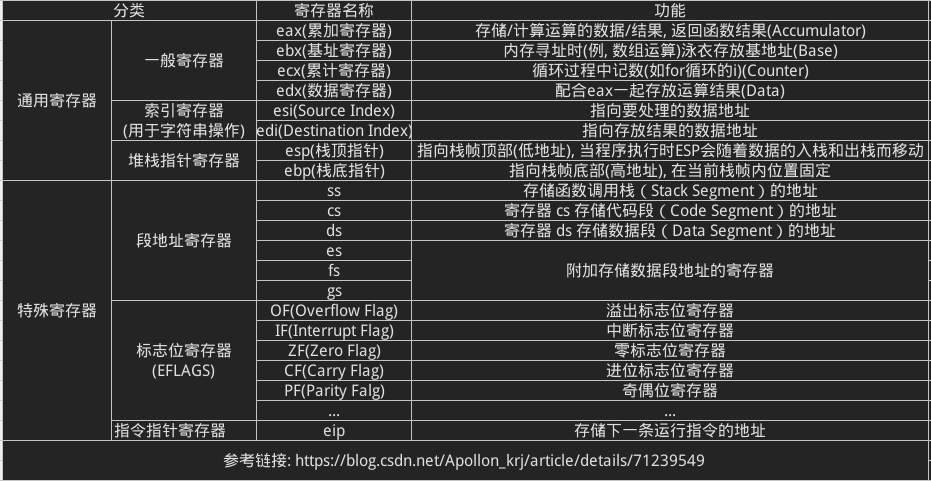 分类 寄存器名称 功能
通用寄存器
一般寄存器
eax(累加寄存器) 存储/计算运算的数据/结果, 返回函数结果(Accumulator)
ebx(基址寄存器) 内存寻址时(例, 数组运算)泳衣存放基地址(Base)
ecx(累计寄存器) 循环过程中记数(如for循环的i)(Counter)
edx(数据寄存器) 配合eax一起存放运算结果(Data)
索引寄存器
(用于字符串操作)
esi(Source Index) 指向要处理的数据地址
edi(Destination Index) 指向存放结果的数据地址
堆栈指针寄存器
esp(栈顶指针) 指向栈帧顶部(低地址), 当程序执行时ESP会随着数据的入栈和出栈而移动
ebp(栈底指针) 指向栈帧底部(高地址), 在当前栈帧内位置固定
特殊寄存器
段地址寄存器
ss 存储函数调用栈（Stack Segment）的地址
cs 寄存器 cs 存储代码段（Code Segment）的地址
ds 寄存器 ds 存储数据段（Data Segment）的地址
es
fs 附加存储数据段地址的寄存器
gs
标志位寄存器
(EFLAGS)
OF(Overflow Flag) 溢出标志位寄存器
IF(Interrupt Flag) 中断标志位寄存器
ZF(Zero Flag) 零标志位寄存器
CF(Carry Flag) 进位标志位寄存器
PF(Parity Falg) 奇偶位寄存器
... ...
指令指针寄存器 eip 存储下一条运行指令的地址
参考链接: https://blog.csdn.net/Apollon_krj/article/details/71239549